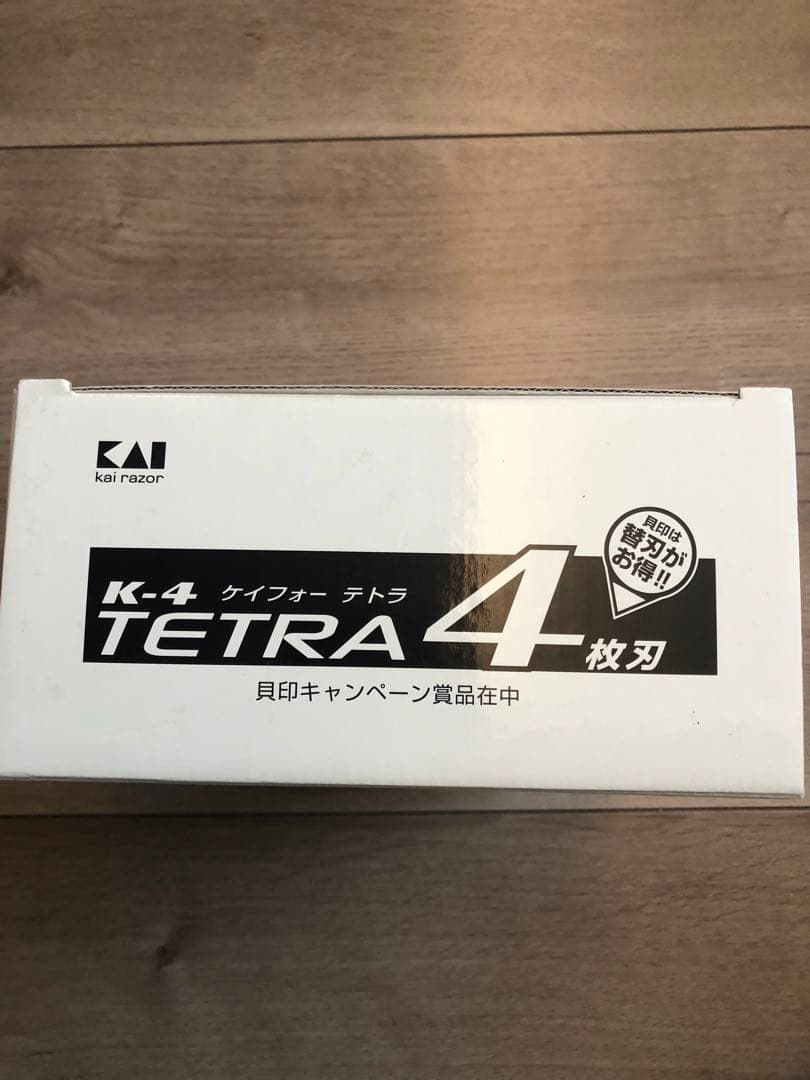 KAI
kai razor
貝印は
替刃が
お得!!
K-4 ケイフォー テトラ
TETRA 4枚刃
貝印キャンペーン賞品在中